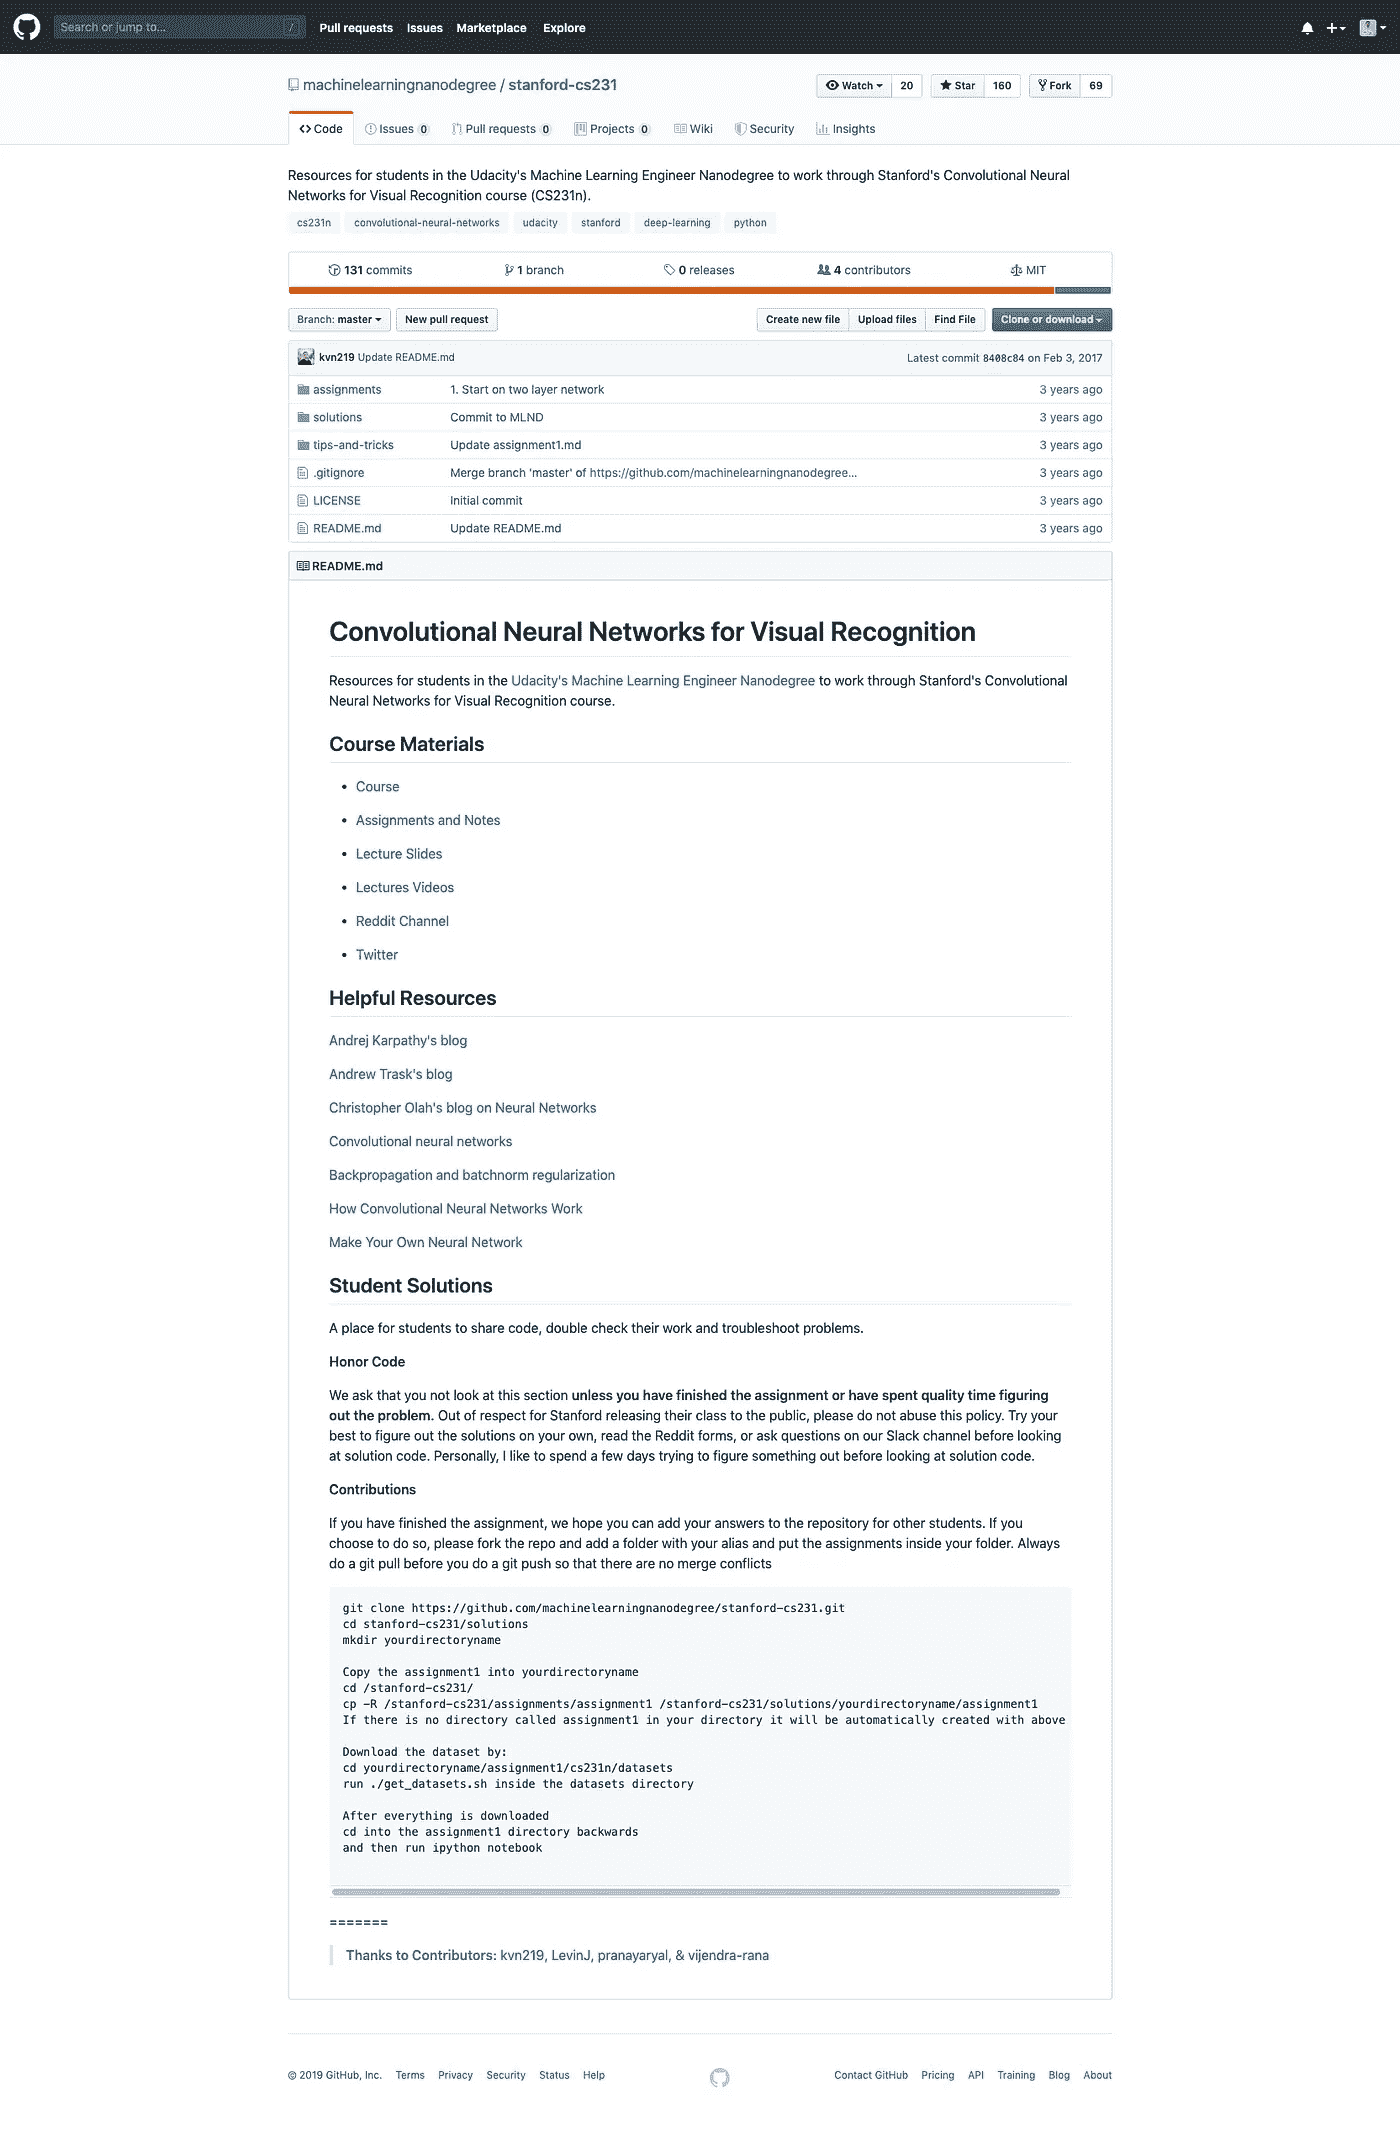 Search or jump to... /
Pull requests Issues Marketplace Explore
machinelearningnanodegree / stanford-cs231
Watch 20 Star 160 Fork 69
Code Issues 0 Pull requests 0 Projects 0 Wiki Security Insights
Resources for students in the Udacity's Machine Learning Engineer Nanodegree to work through Stanford's Convolutional Neural
Networks for Visual Recognition course (CS231n).
cs231n convolutional-neural-networks udacity stanford deep-learning python
131 commits 1 branch 0 releases 4 contributors MIT
Branch: master New pull request Create new file Upload files Find File Clone or download
kvn219 Update README.md Latest commit 8408c84 on Feb 3, 2017
assignments 1. Start on two layer network 3 years ago
solutions Commit to MLND 3 years ago
tips-and-tricks Update assignment1.md 3 years ago
.gitignore Merge branch 'master' of https://github.com/machinelearningnanodegree... 3 years ago
LICENSE Initial commit 3 years ago
README.md Update README.md 3 years ago
README.md
Convolutional Neural Networks for Visual Recognition
Resources for students in the Udacity's Machine Learning Engineer Nanodegree to work through Stanford's Convolutional
Neural Networks for Visual Recognition course.
Course Materials
• Course
• Assignments and Notes
• Lecture Slides
• Lectures Videos
• Reddit Channel
• Twitter
Helpful Resources
Andrej Karpathy's blog
Andrew Trask's blog
Christopher Olah's blog on Neural Networks
Convolutional neural networks
Backpropagation and batchnorm regularization
How Convolutional Neural Networks Work
Make Your Own Neural Network
Student Solutions
A place for students to share code, double check their work and troubleshoot problems.
Honor Code
We ask that you not look at this section unless you have finished the assignment or have spent quality time figuring
out the problem. Out of respect for Stanford releasing their class to the public, please do not abuse this policy. Try your
best to figure out the solutions on your own, read the Reddit forms, or ask questions on our Slack channel before looking
at solution code. Personally, I like to spend a few days trying to figure something out before looking at solution code.
Contributions
If you have finished the assignment, we hope you can add your answers to the repository for other students. If you
choose to do so, please fork the repo and add a folder with your alias and put the assignments inside your folder. Always
do a git pull before you do a git push so that there are no merge conflicts
git clone https://github.com/machinelearningnanodegree/stanford-cs231.git
cd stanford-cs231/solutions
mkdir yourdirectoryname
Copy the assignment1 into yourdirectoryname
cd /stanford-cs231/
cp -R /stanford-cs231/assignments/assignment1 /stanford-cs231/solutions/yourdirectoryname/assignment1
If there is no directory called assignment1 in your directory it will be automatically created with above
Download the dataset by:
cd yourdirectoryname/assignment1/cs231n/datasets
run ./get_datasets.sh inside the datasets directory
After everything is downloaded
cd into the assignment1 directory backwards
and then run ipython notebook
=======
Thanks to Contributors: kvn219, LevinJ, pranayaryal, & vijendra-rana
© 2019 GitHub, Inc. Terms Privacy Security Status Help Contact GitHub Pricing API Training Blog About